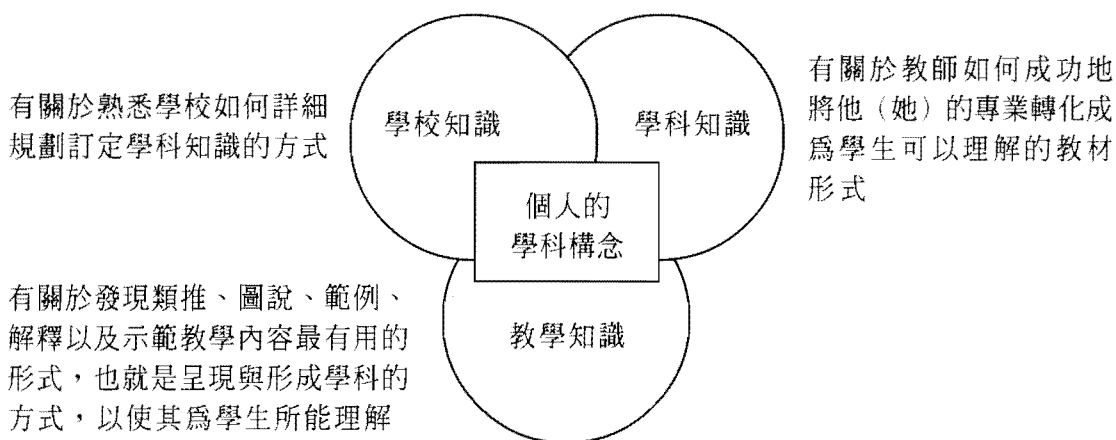 有關於熟悉學校如何詳細
規劃訂定學科知識的方式
學校知識
學科知識
有關於教師如何成功地
將他（她）的專業轉化成
為學生可以理解的教材
形式
個人的
學科構念
有關於發現類推、圖說、範例、
解釋以及示範教學內容最有用的
形式，也就是呈現與形成學科的
方式，以使其為學生所能理解
教學知識